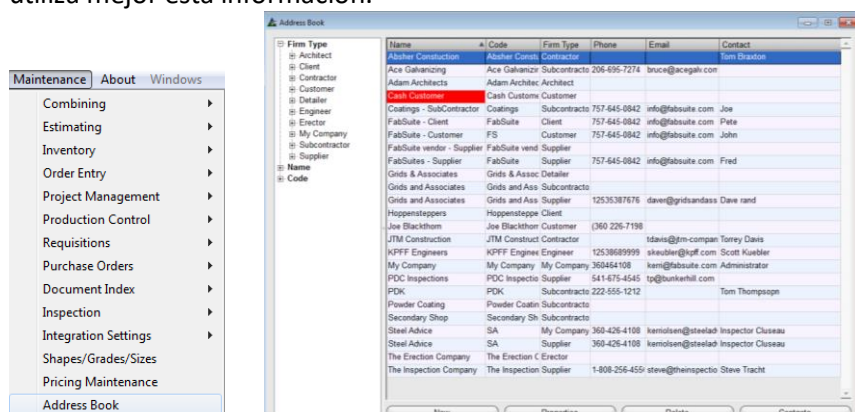 utiliza mejor esta información.
Maintenance About Windows
Combining
Estimating
Inventory
Order Entry
Project Management
Production Control
Requisitions
Purchase Orders
Document Index
Inspection
Integration Settings
Shapes/Grades/Sizes
Pricing Maintenance
Address Book
Address Book
Firm Type
Architect
Client
Contractor
Customer
Detailer
Engineer
Erector
My Company
Subcontractor
Supplier
Name
Code
Name Code Firm Type Phone Email Contact
Absher Constuction Absher Constu Contractor Tom Braxton
Ace Galvanizing Ace Galvanizin Subcontracto 206-695-7274 bruce@acegalv.com
Adam Architects Adam Architec Architect
Cash Customer Cash Custome Customer
Coatings - SubContractor Coatings Subcontracto 757-645-0842 info@fabsuite.com Joe
FabSuite - Client FabSuite Client 757-645-0842 info@fabsuite.com Pete
FabSuite - Customer FS Customer 757-645-0842 info@fabsuite.com John
FabSuite vendor - Supplier FabSuite vend Supplier
FabSuites - Supplier FabSuite Supplier 757-645-0842 info@fabsuite.com Fred
Grids & Associates Grids & Assoc Detailer
Grids and Associates Grids and Ass Subcontracto
Grids and Associates Grids and Ass Supplier 12535387676 daver@gridsandass Dave rand
Hoppensteppers Hoppensteppe Client
Joe Blackthorn Joe Blackthorn Customer (360 226-7198
JTM Construction JTM Construct Contractor tdavis@jtm-compan Torrey Davis
KPFF Engineers KPFF Enginee Engineer 12538689999 skeubler@kpff.com Scott Kuebler
My Company My Company My Company 360464108 kerri@fabsuite.com Administrator
PDC Inspections PDC Inspectio Supplier 541-675-4545 tp@bunkerhill.com
PDK PDK Subcontracto 222-555-1212 Tom Thompsopn
Powder Coating Powder Coatin Subcontracto
Secondary Shop Secondary Sh Subcontracto
Steel Advice SA My Company 360-426-4108 kerriolsen@steeladv Inspector Cluseau
Steel Advice SA Supplier 360-426-4108 kerriolsen@steeladv Inspector Cluseau
The Erection Company The Erection C Erector
The Inspection Company The Inspection Supplier 1-808-256-455 steve@theinspectio Steve Tracht
New Properties Delete Contacts